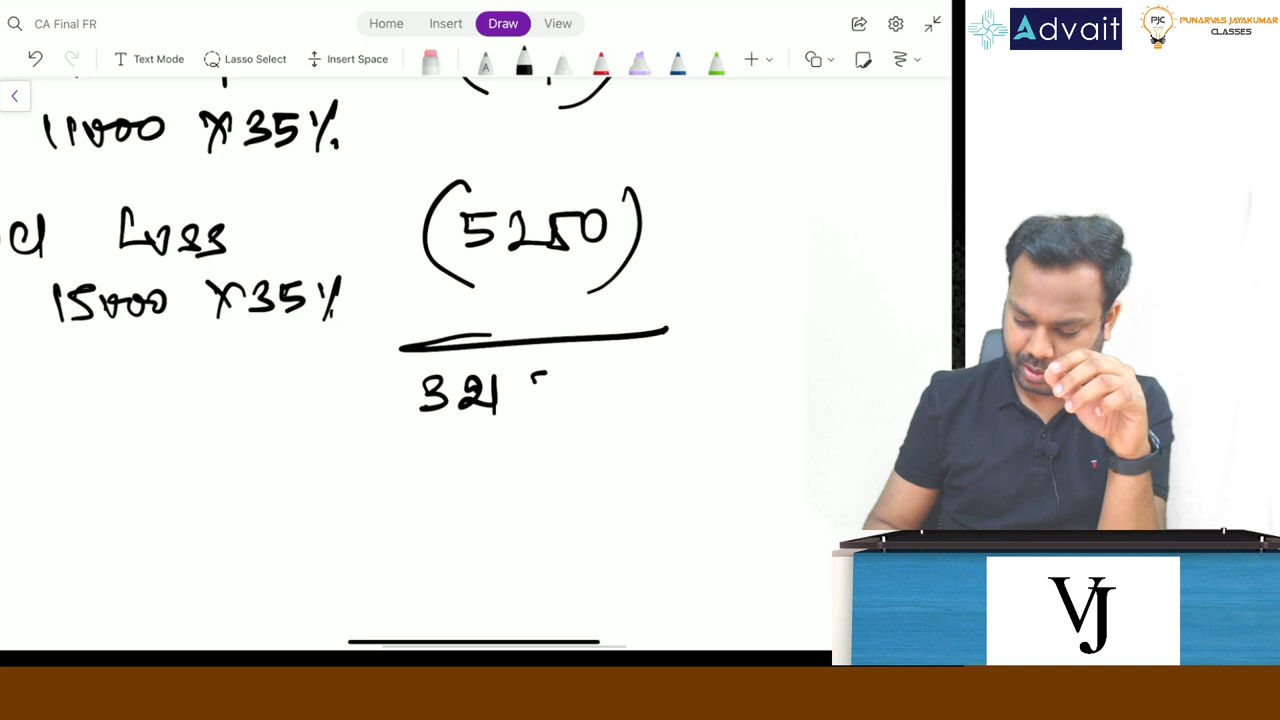 CA Final FR
Home Insert Draw View
Text Mode Lasso Select Insert Space
A
Advait
PJC
PUNARVAS JAYAKUMAR
CLASSES
11000 X 35%
Loss (5250)
15000 X 35%
321
VJ